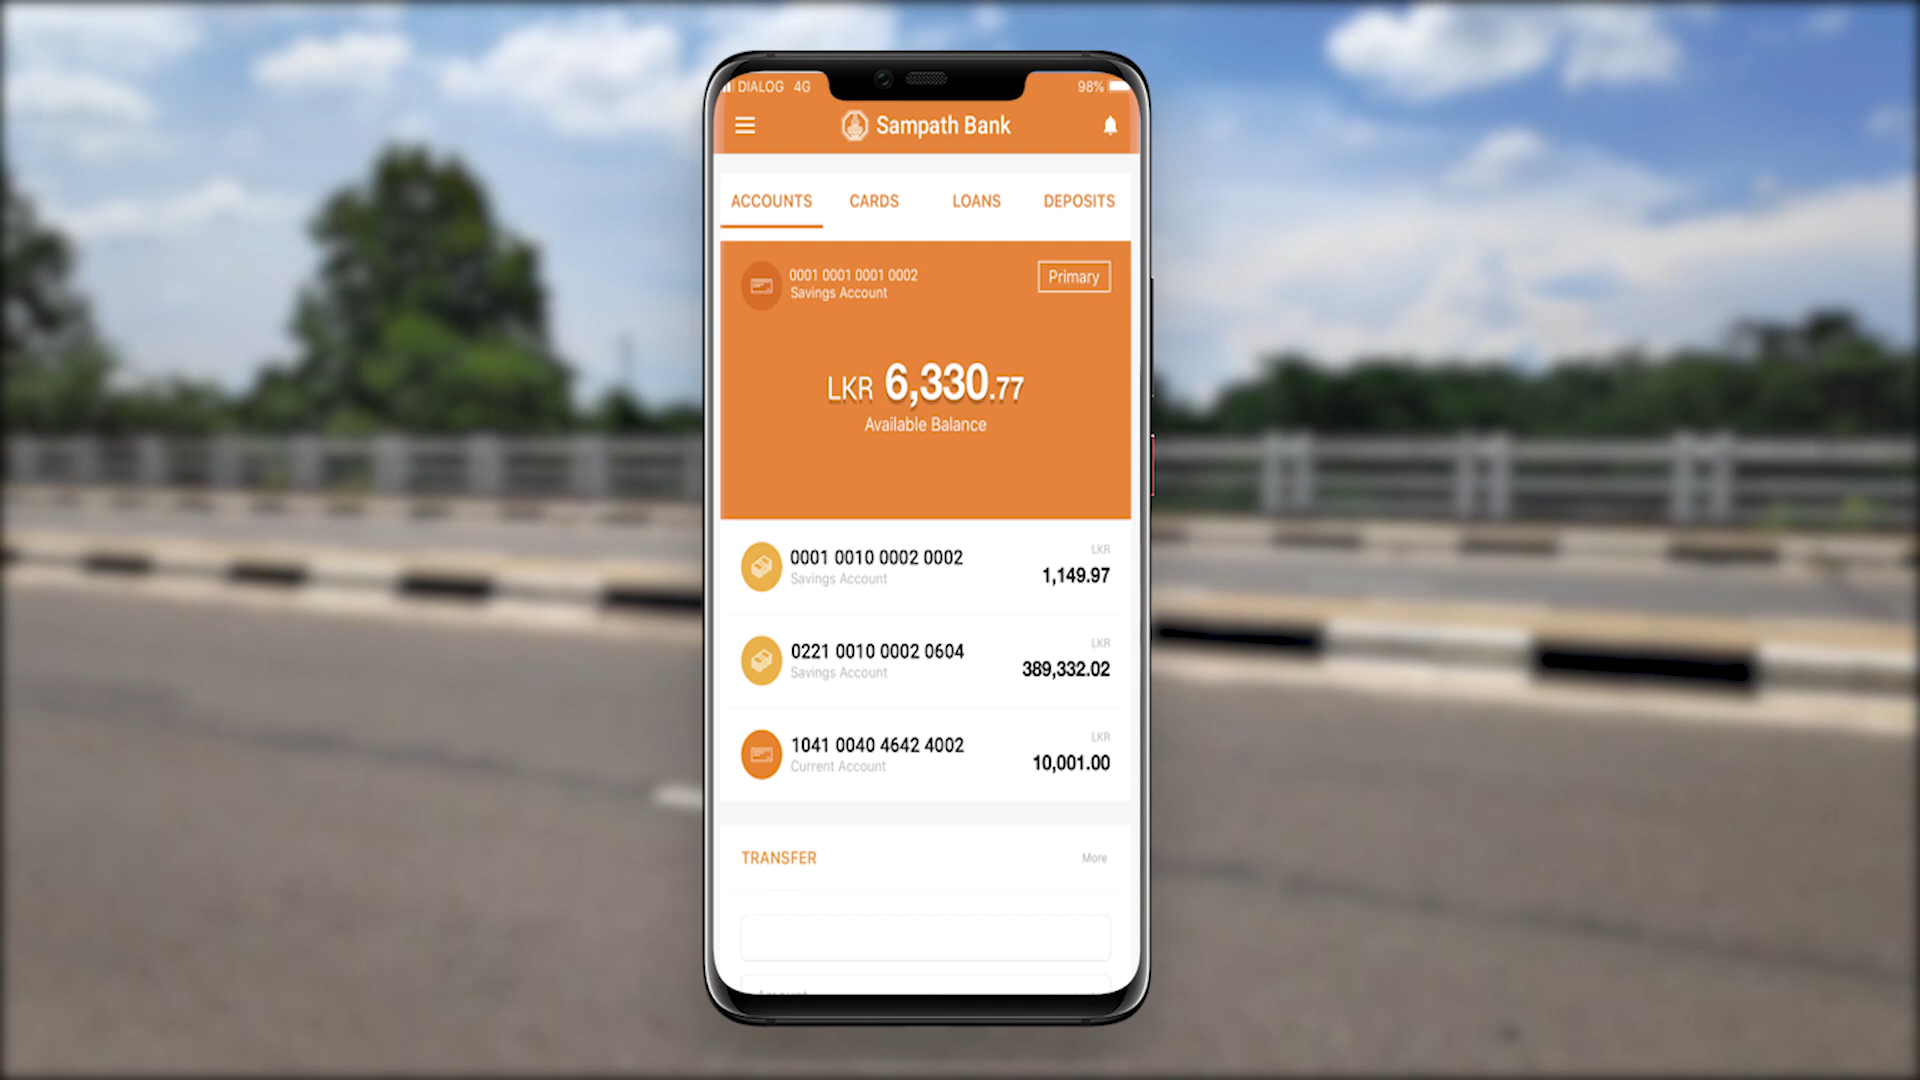 DIALOG 4G 98%
Sampath Bank
ACCOUNTS CARDS LOANS DEPOSITS
0001 0001 0001 0002
Savings Account
Primary
LKR 6,330.77
Available Balance
0001 0010 0002 0002
Savings Account
LKR
1,149.97
0221 0010 0002 0604
Savings Account
LKR
389,332.02
1041 0040 4642 4002
Current Account
LKR
10,001.00
TRANSFER More